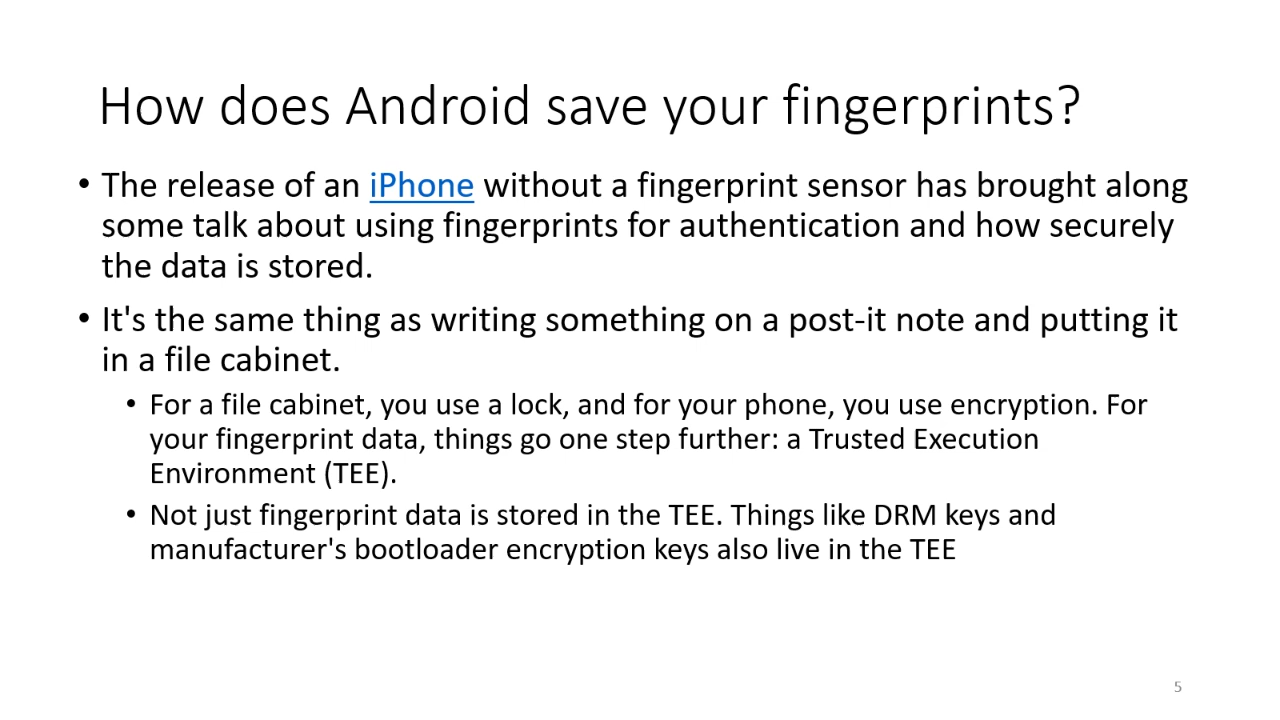 How does Android save your fingerprints?
• The release of an iPhone without a fingerprint sensor has brought along
some talk about using fingerprints for authentication and how securely
the data is stored.
• It's the same thing as writing something on a post-it note and putting it
in a file cabinet.
• For a file cabinet, you use a lock, and for your phone, you use encryption. For
your fingerprint data, things go one step further: a Trusted Execution
Environment (TEE).
• Not just fingerprint data is stored in the TEE. Things like DRM keys and
manufacturer's bootloader encryption keys also live in the TEE
5